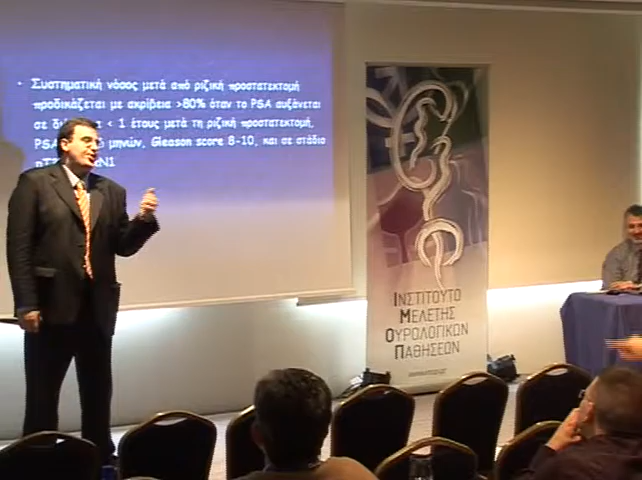 • Συστηματική νόσος μετά από ριζική προστατεκτομή
προδικάζεται με ακρίβεια >80% όταν το PSA αυξάνεται
σε < 1 έτους μετά τη ριζική προστατεκτομή,
μηνών, Gleason score 8-10, και σε στάδιο
N1
ΙΝΣΤΙΤΟΥΤΟ
ΜΕΛΕΤΗΣ
ΟΥΡΟΛΟΓΙΚΩΝ
ΠΑΘΗΣΕΩΝ